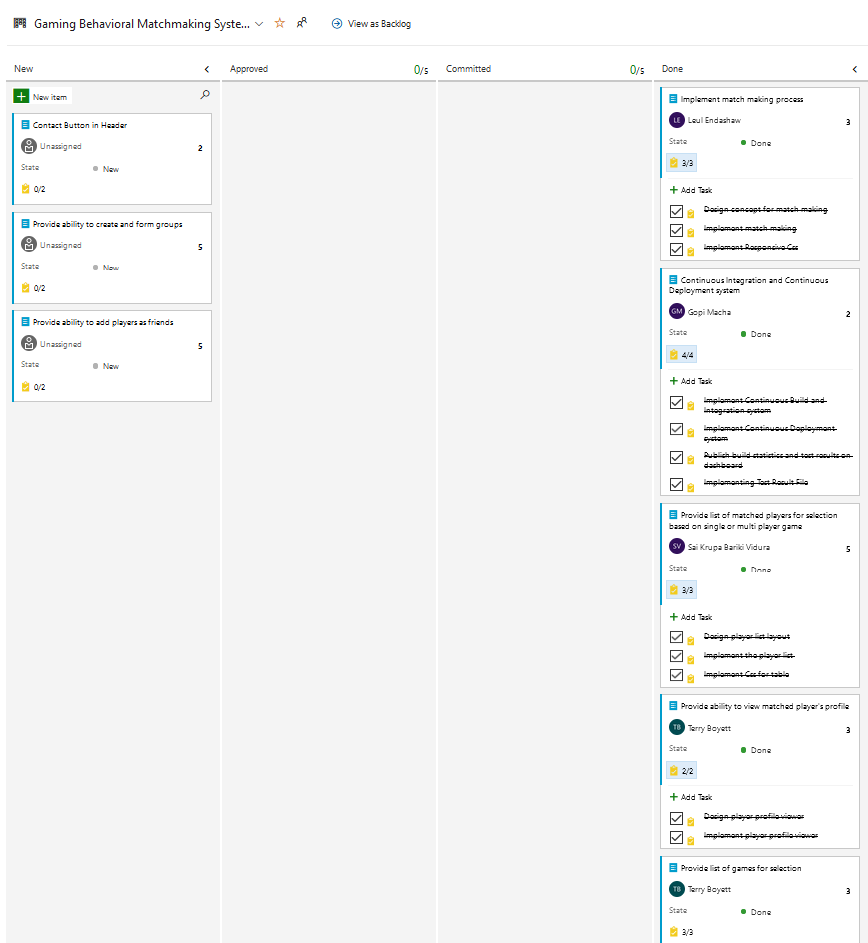 Gaming Behavioral Matchmaking Syste...
View as Backlog
New
Approved
0/5
Committed
0/5
Done
New item
Contact Button in Header
Unassigned
2
State
New
0/2
Provide ability to create and form groups
Unassigned
5
State
New
0/2
Provide ability to add players as friends
Unassigned
5
State
New
0/2
Implement match making process
LE
Leul Endashaw
3
State
Done
3/3
Add Task
Design concept for match making
Implement match making
Implement Responsive Css
Continuous Integration and Continuous
Deployment system
GM
Gopi Macha
2
State
Done
4/4
Add Task
Implement Continuous Build and
Integration system
Implement Continuous Deployment
system
Publish build statistics and test results on
dashboard
Implementing Test Result File
Provide list of matched players for selection
based on single or multi player game
SV
Sai Krupa Bariki Vidura
5
State
Done
3/3
Add Task
Design player list layout
Implement the player list
Implement Css for table
Provide ability to view matched player's profile
TB
Terry Boyett
3
State
Done
2/2
Add Task
Design player profile viewer
Implement player profile viewer
Provide list of games for selection
TB
Terry Boyett
3
State
Done
3/3